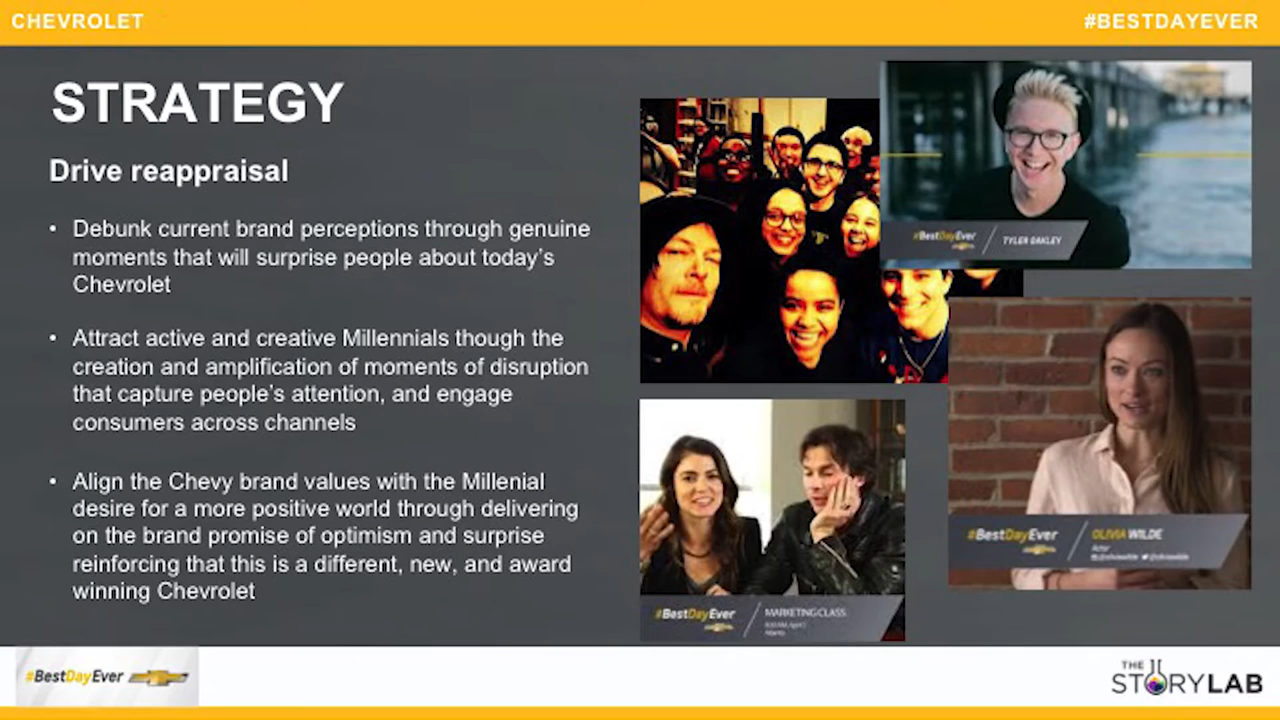 CHEVROLET
#BESTDAYEVER
STRATEGY
Drive reappraisal
• Debunk current brand perceptions through genuine
moments that will surprise people about today's
Chevrolet
• Attract active and creative Millennials though the
creation and amplification of moments of disruption
that capture people's attention, and engage
consumers across channels
• Align the Chevy brand values with the Millenial
desire for a more positive world through delivering
on the brand promise of optimism and surprise
reinforcing that this is a different, new, and award
winning Chevrolet
#BestDayEver
TYLER OAKLEY
#BestDayEver
OLIVIA WILDE
Actor
@oliviawilde @oliviawilde
#BestDayEver
MARKETING CLASS
Atlanta
#BestDayEver
THE
STORYLAB